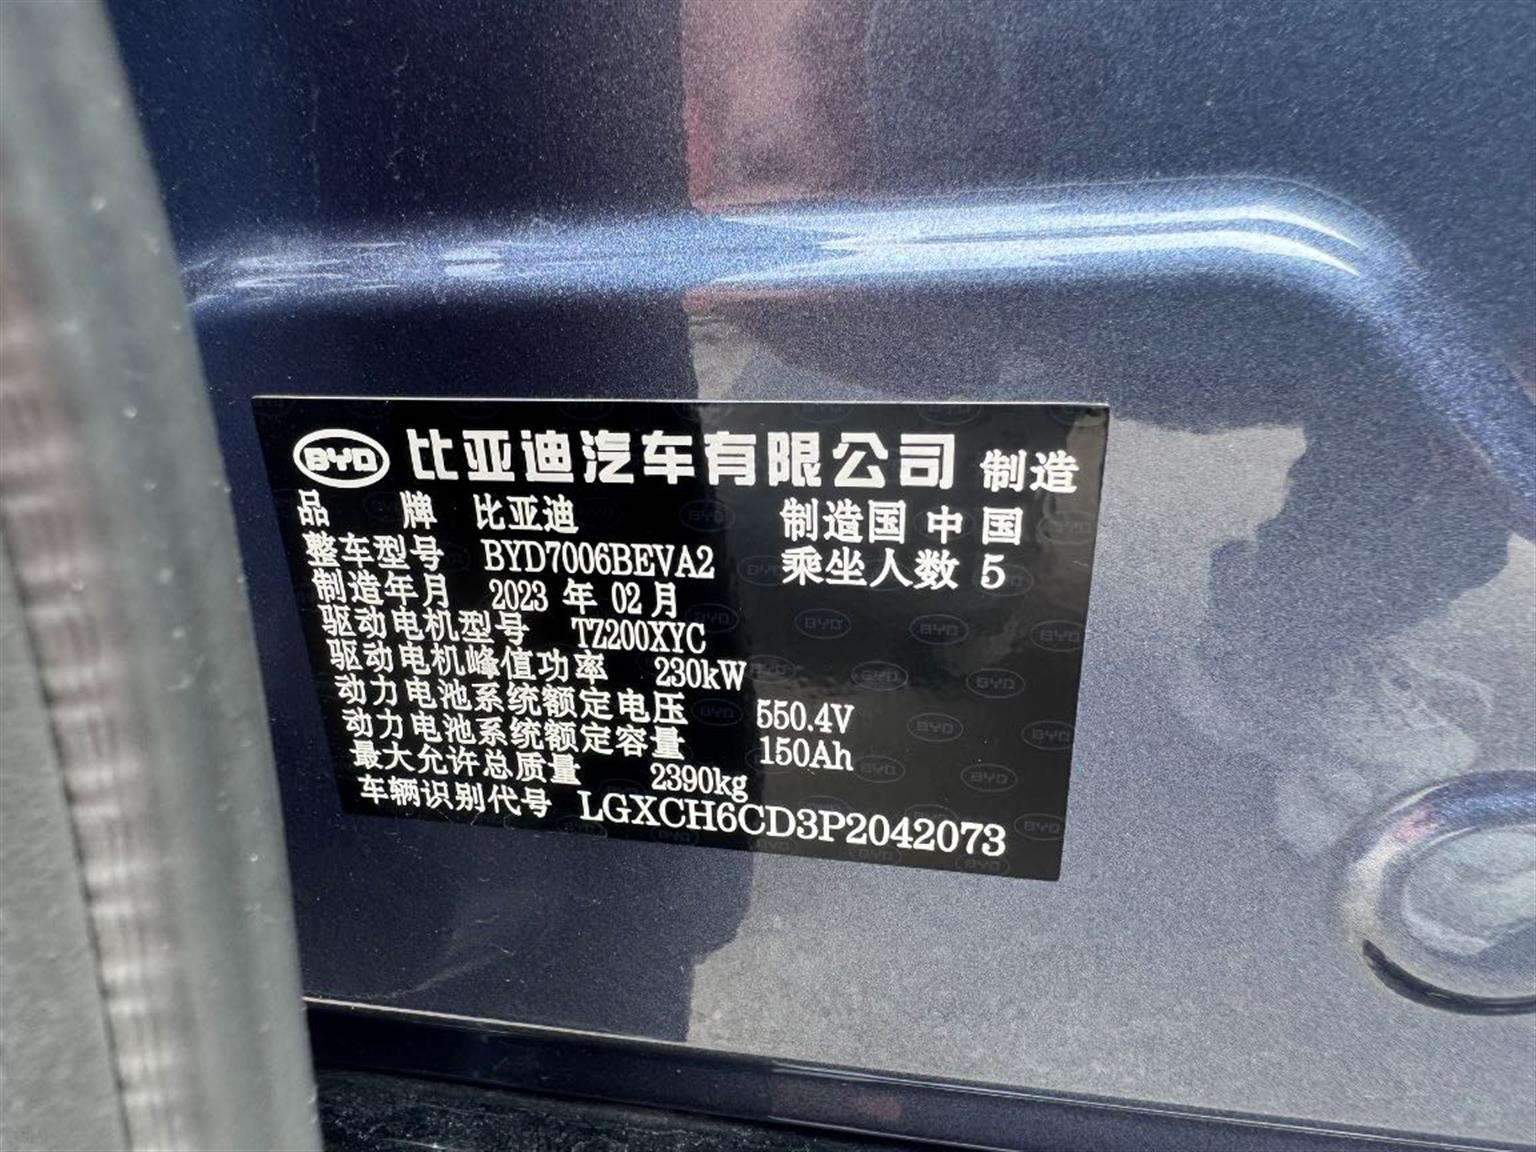 BYD 比亚迪汽车有限公司 制造
品 牌 比亚迪 制造国 中国
整车型号 BYD7006BEVA2 乘坐人数 5
制造年月 2023 年 02 月
驱动电机型号 TZ200XYC
驱动电机峰值功率 230kW
动力电池系统额定电压 550.4V
动力电池系统额定容量 150Ah
最大允许总质量 2390kg
车辆识别代号 LGXCH6CD3P2042073